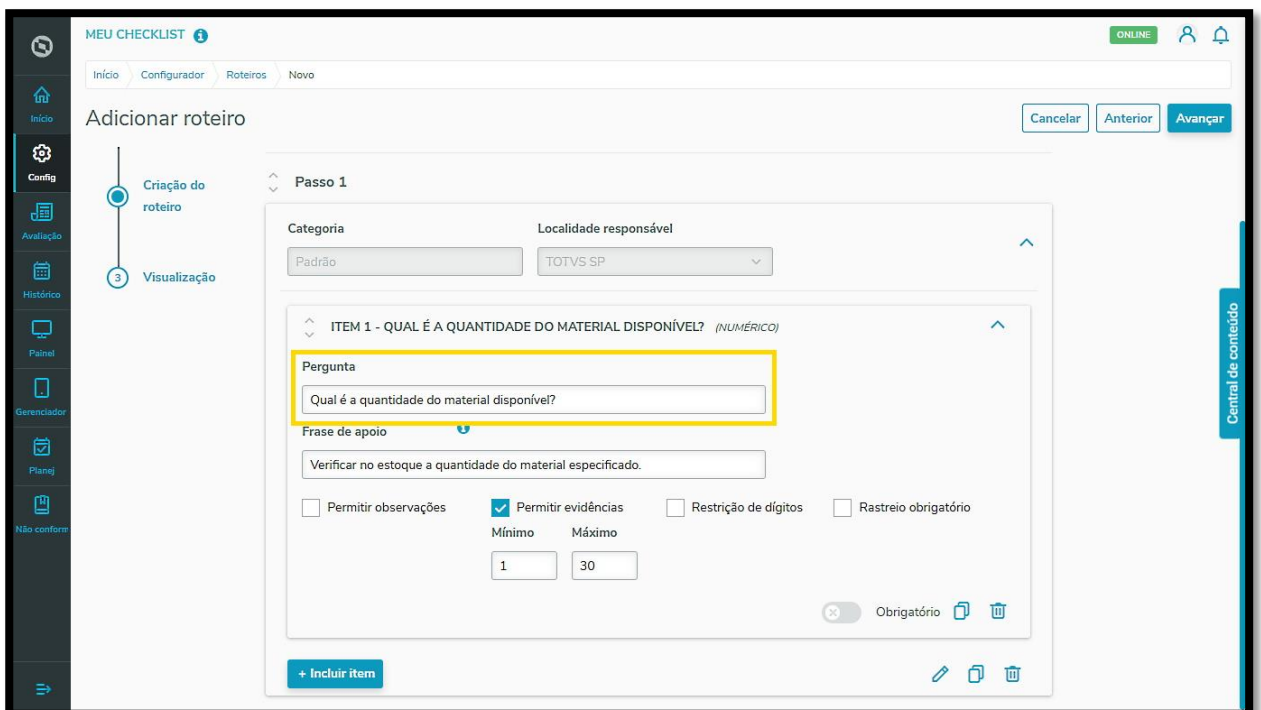 MEU CHECKLIST
ONLINE
Início
Configurador
Roteiros
Novo
Adicionar roteiro
Cancelar
Anterior
Avançar
Início
Config
Avaliação
Histórico
Painel
Gerenciador
Planej
Não conform
Criação do
roteiro
3 Visualização
Passo 1
Categoria
Localidade responsável
Padrão
TOTVS SP
ITEM 1 - QUAL É A QUANTIDADE DO MATERIAL DISPONÍVEL? (NUMÉRICO)
Pergunta
Qual é a quantidade do material disponível?
Frase de apoio
Verificar no estoque a quantidade do material especificado.
Permitir observações
Permitir evidências
Restrição de dígitos
Rastreio obrigatório
Mínimo
Máximo
1
30
Obrigatório
+ Incluir item
Central de conteúdo